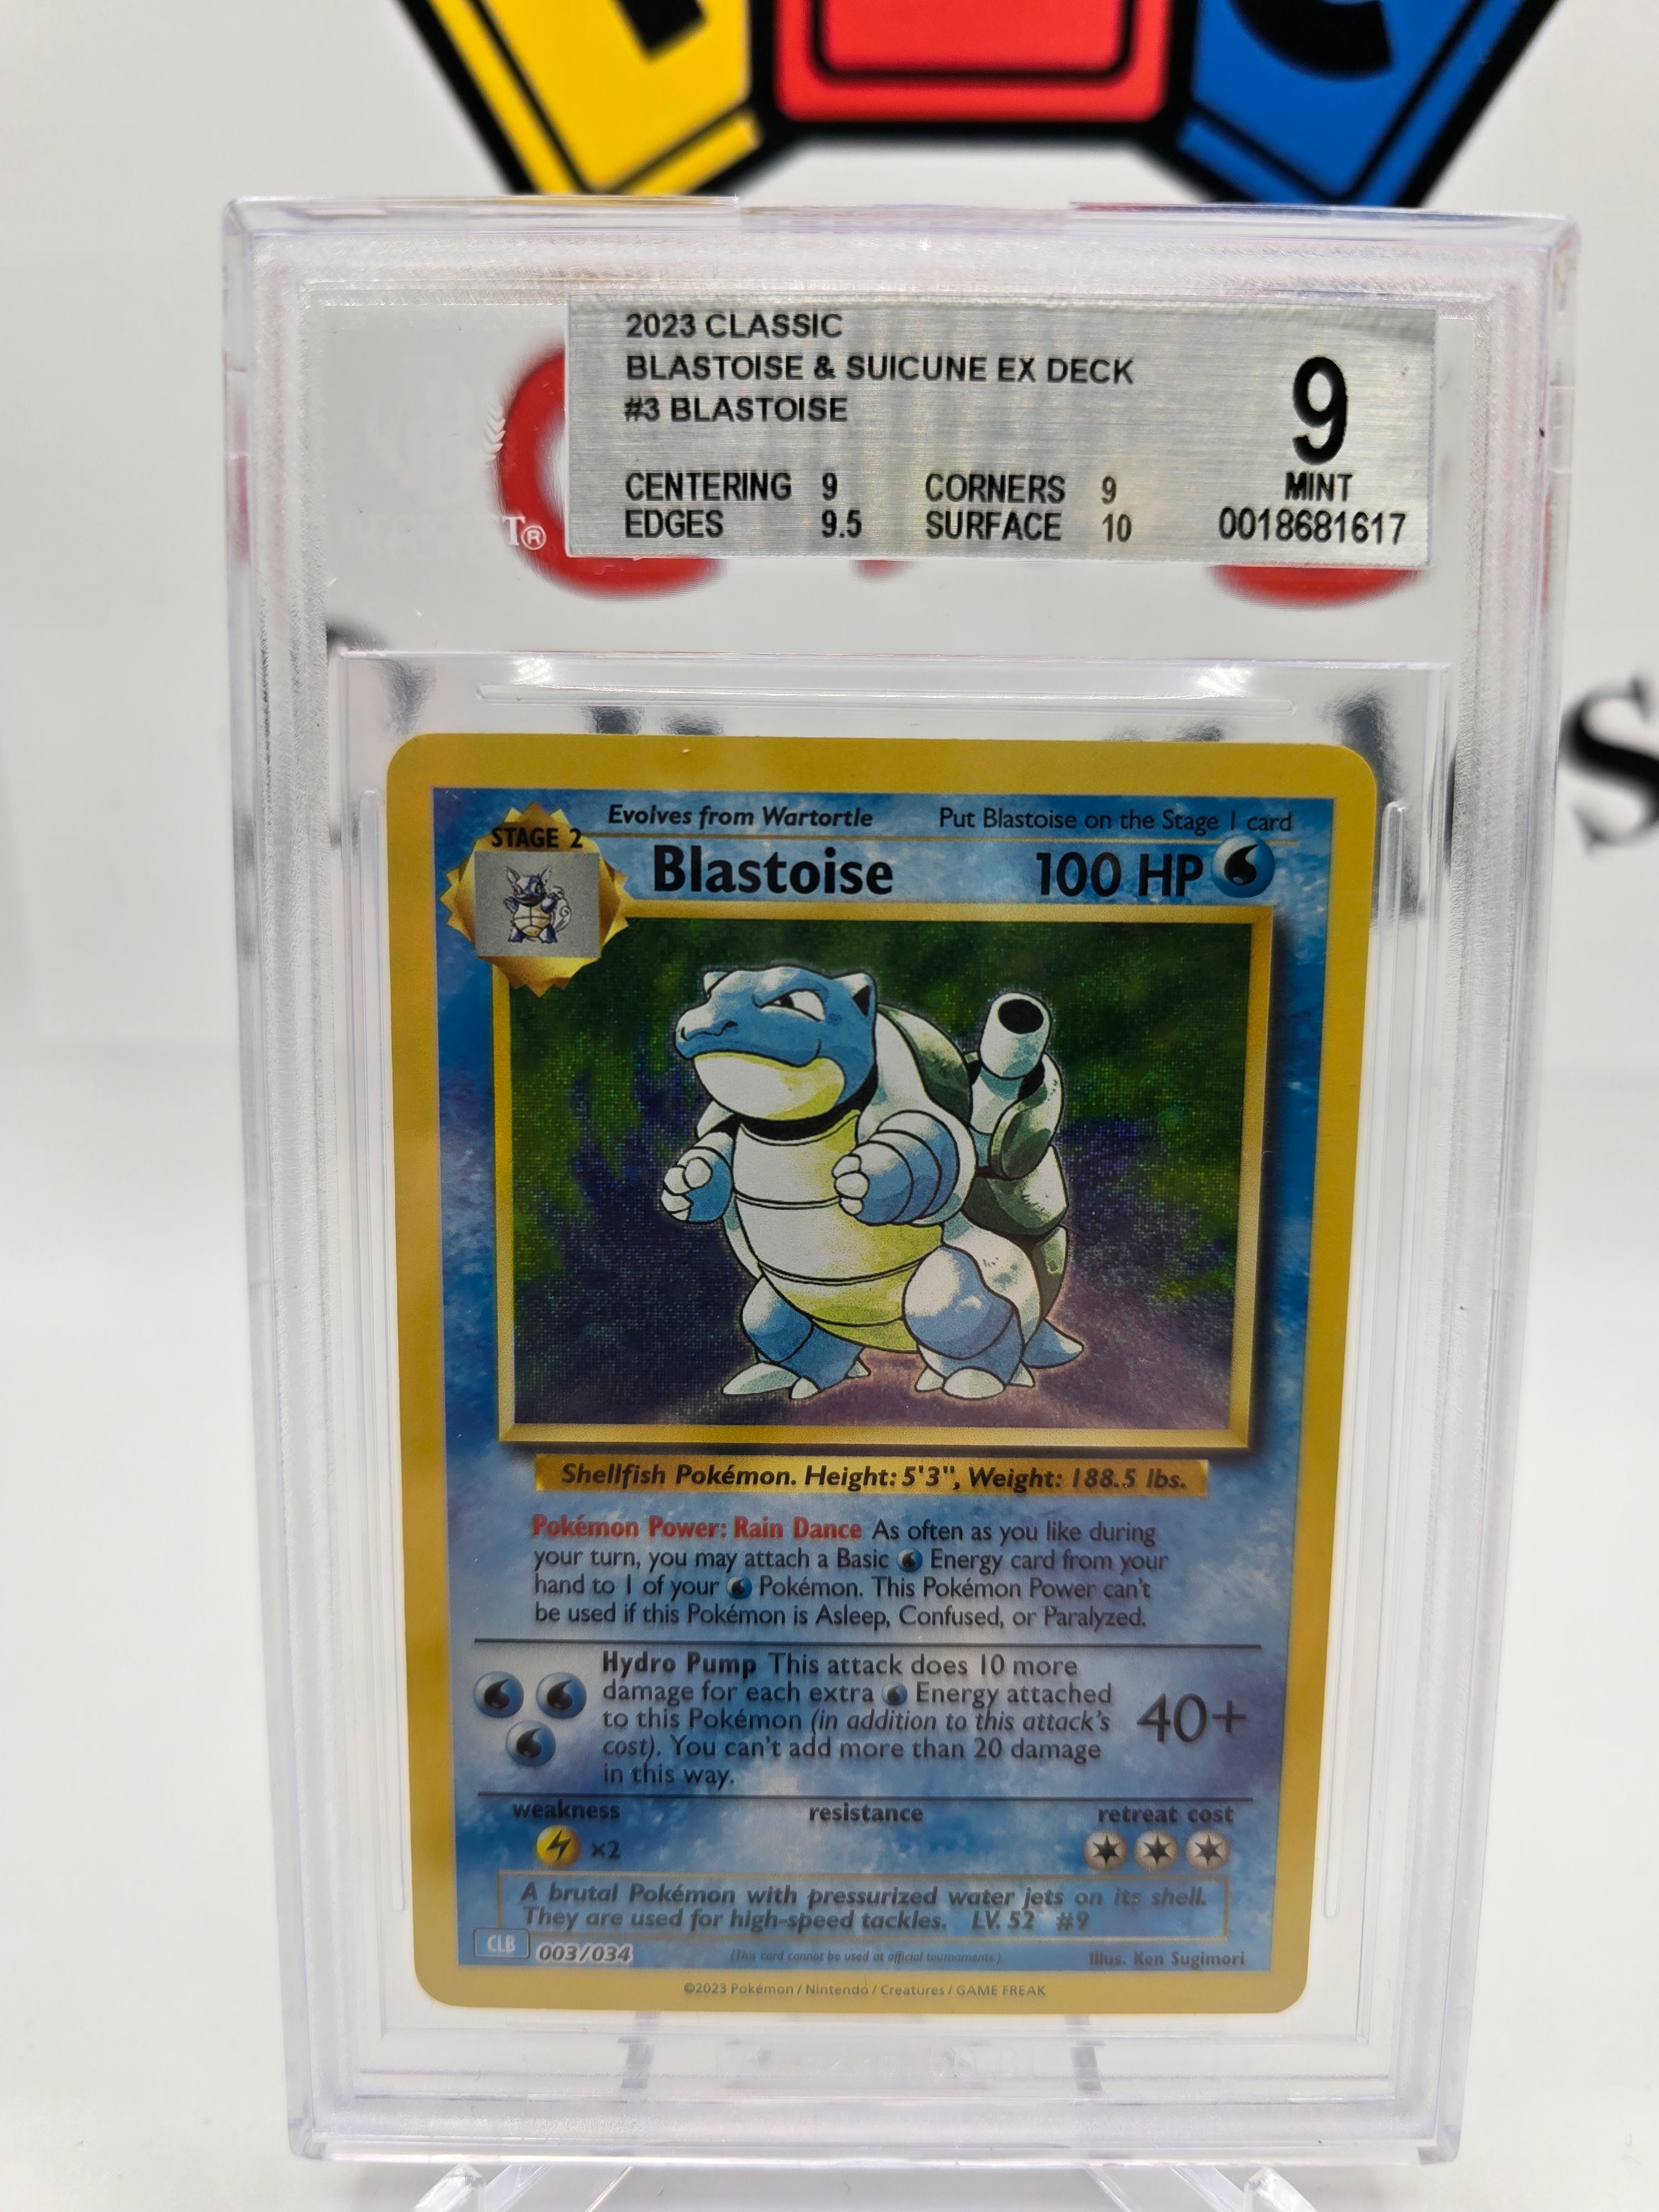 2023 CLASSIC
BLASTOISE & SUICUNE EX DECK
#3 BLASTOISE
9
CENTERING 9 CORNERS 9 MINT
EDGES 9.5 SURFACE 10 0018681617
T®
S
Evolves from Wartortle Put Blastoise on the Stage 1 card
STAGE 2
Blastoise 100 HP
Shellfish Pokémon. Height: 5'3", Weight: 188.5 lbs.
Pokémon Power: Rain Dance As often as you like during
your turn, you may attach a Basic Energy card from your
hand to 1 of your Pokémon. This Pokémon Power can't
be used if this Pokémon is Asleep, Confused, or Paralyzed.
Hydro Pump This attack does 10 more
damage for each extra Energy attached
to this Pokémon (in addition to this attack's
cost). You can't add more than 20 damage
in this way.
40+
weakness resistance retreat cost
×2
A brutal Pokémon with pressurized water jets on its shell.
They are used for high-speed tackles. LV. 52 #9
CLB 003/034 (This card cannot be used at official tournaments.) Illus. Ken Sugimori
©2023 Pokémon / Nintendo / Creatures / GAME FREAK